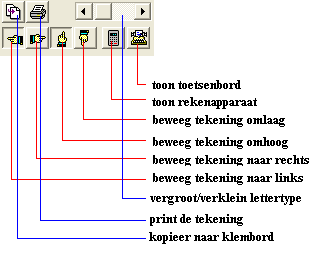 toon toetsenbord
toon rekenapparaat
beweeg tekening omlaag
beweeg tekening omhoog
beweeg tekening naar rechts
beweeg tekening naar links
vergroot/verklein lettertype
print de tekening
kopieer naar klembord